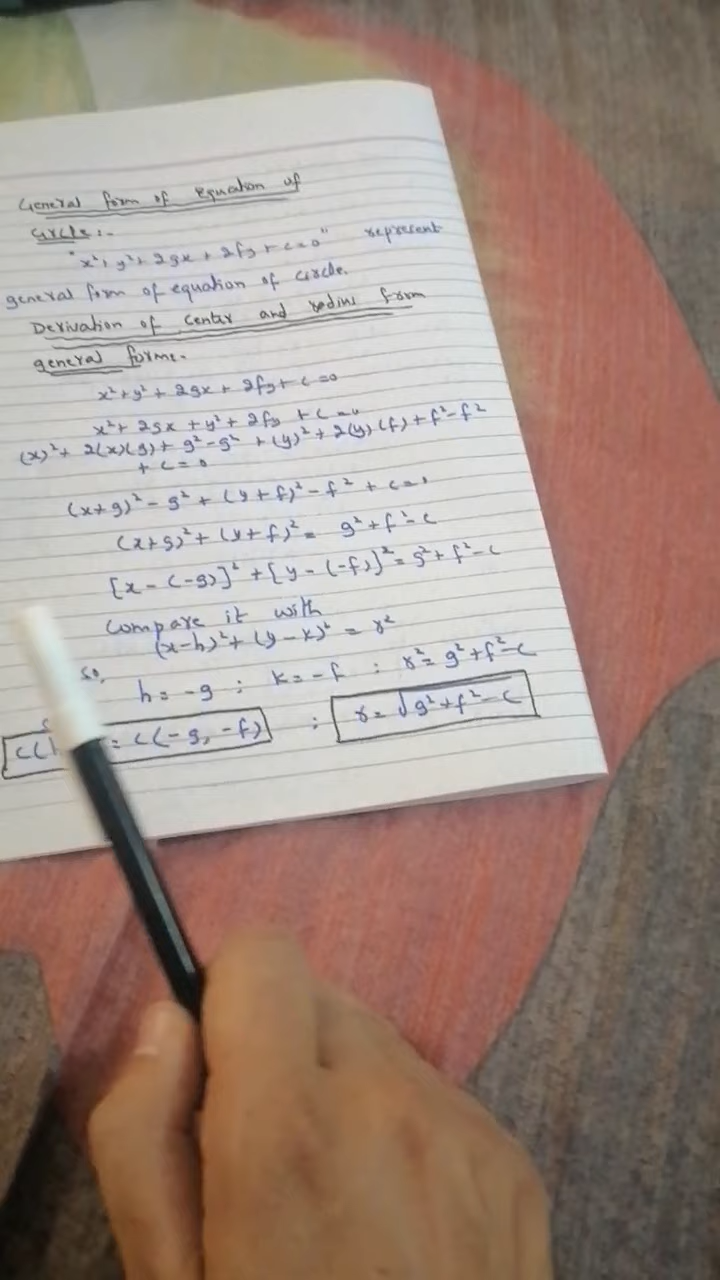 General form of equation of
circle:-
"x²+y²+2gx+2fy+c=0" represent
general form of equation of circle.
Derivation of center and radius from
general forme.
x²+y²+2gx+2fy+c=0
x²+2gx+y²+2fy+c=0
(x)²+2(x)(g)+g²-g²+(y)²+2(y)(f)+f²-f²
+c=0
(x+g)²-g²+(y+f)²-f²+c=0
(x+g)²+(y+f)²=g²+f²-c
[x-(-g)]²+[y-(-f)]²=g²+f²-c
compare it with
(x-h)²+(y-k)²=r²
so,
h=-g ; k=-f ; r²=g²+f²-c
C( = C(-g,-f) ; r=√g²+f²-c